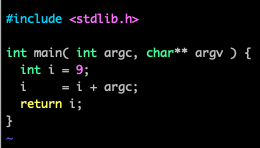 #include <stdlib.h>
int main( int argc, char** argv ) {
  int i = 9;
  i     = i + argc;
  return i;
}
~